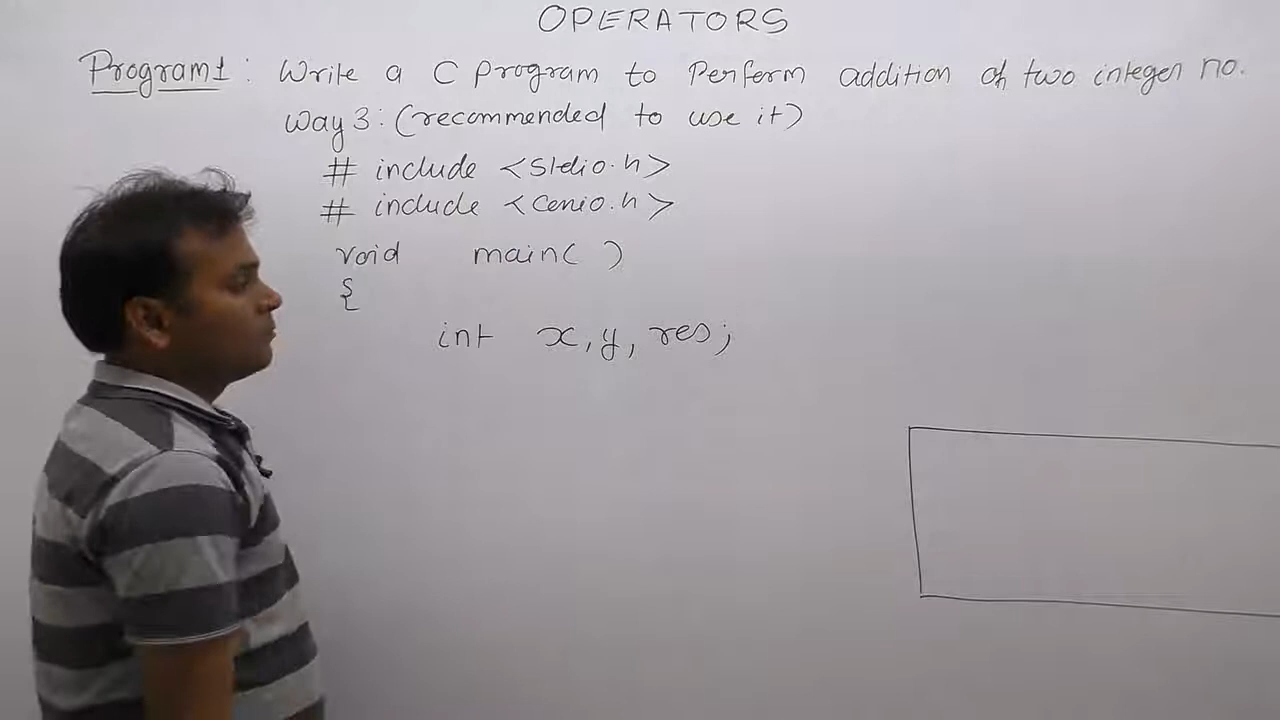 OPERATORS
Program1: Write a C Program to Perform addition of two integer no.
Way 3: (recommended to use it)
# include <stdio.h>
# include <conio.h>
void main( )
{
int x, y, res;